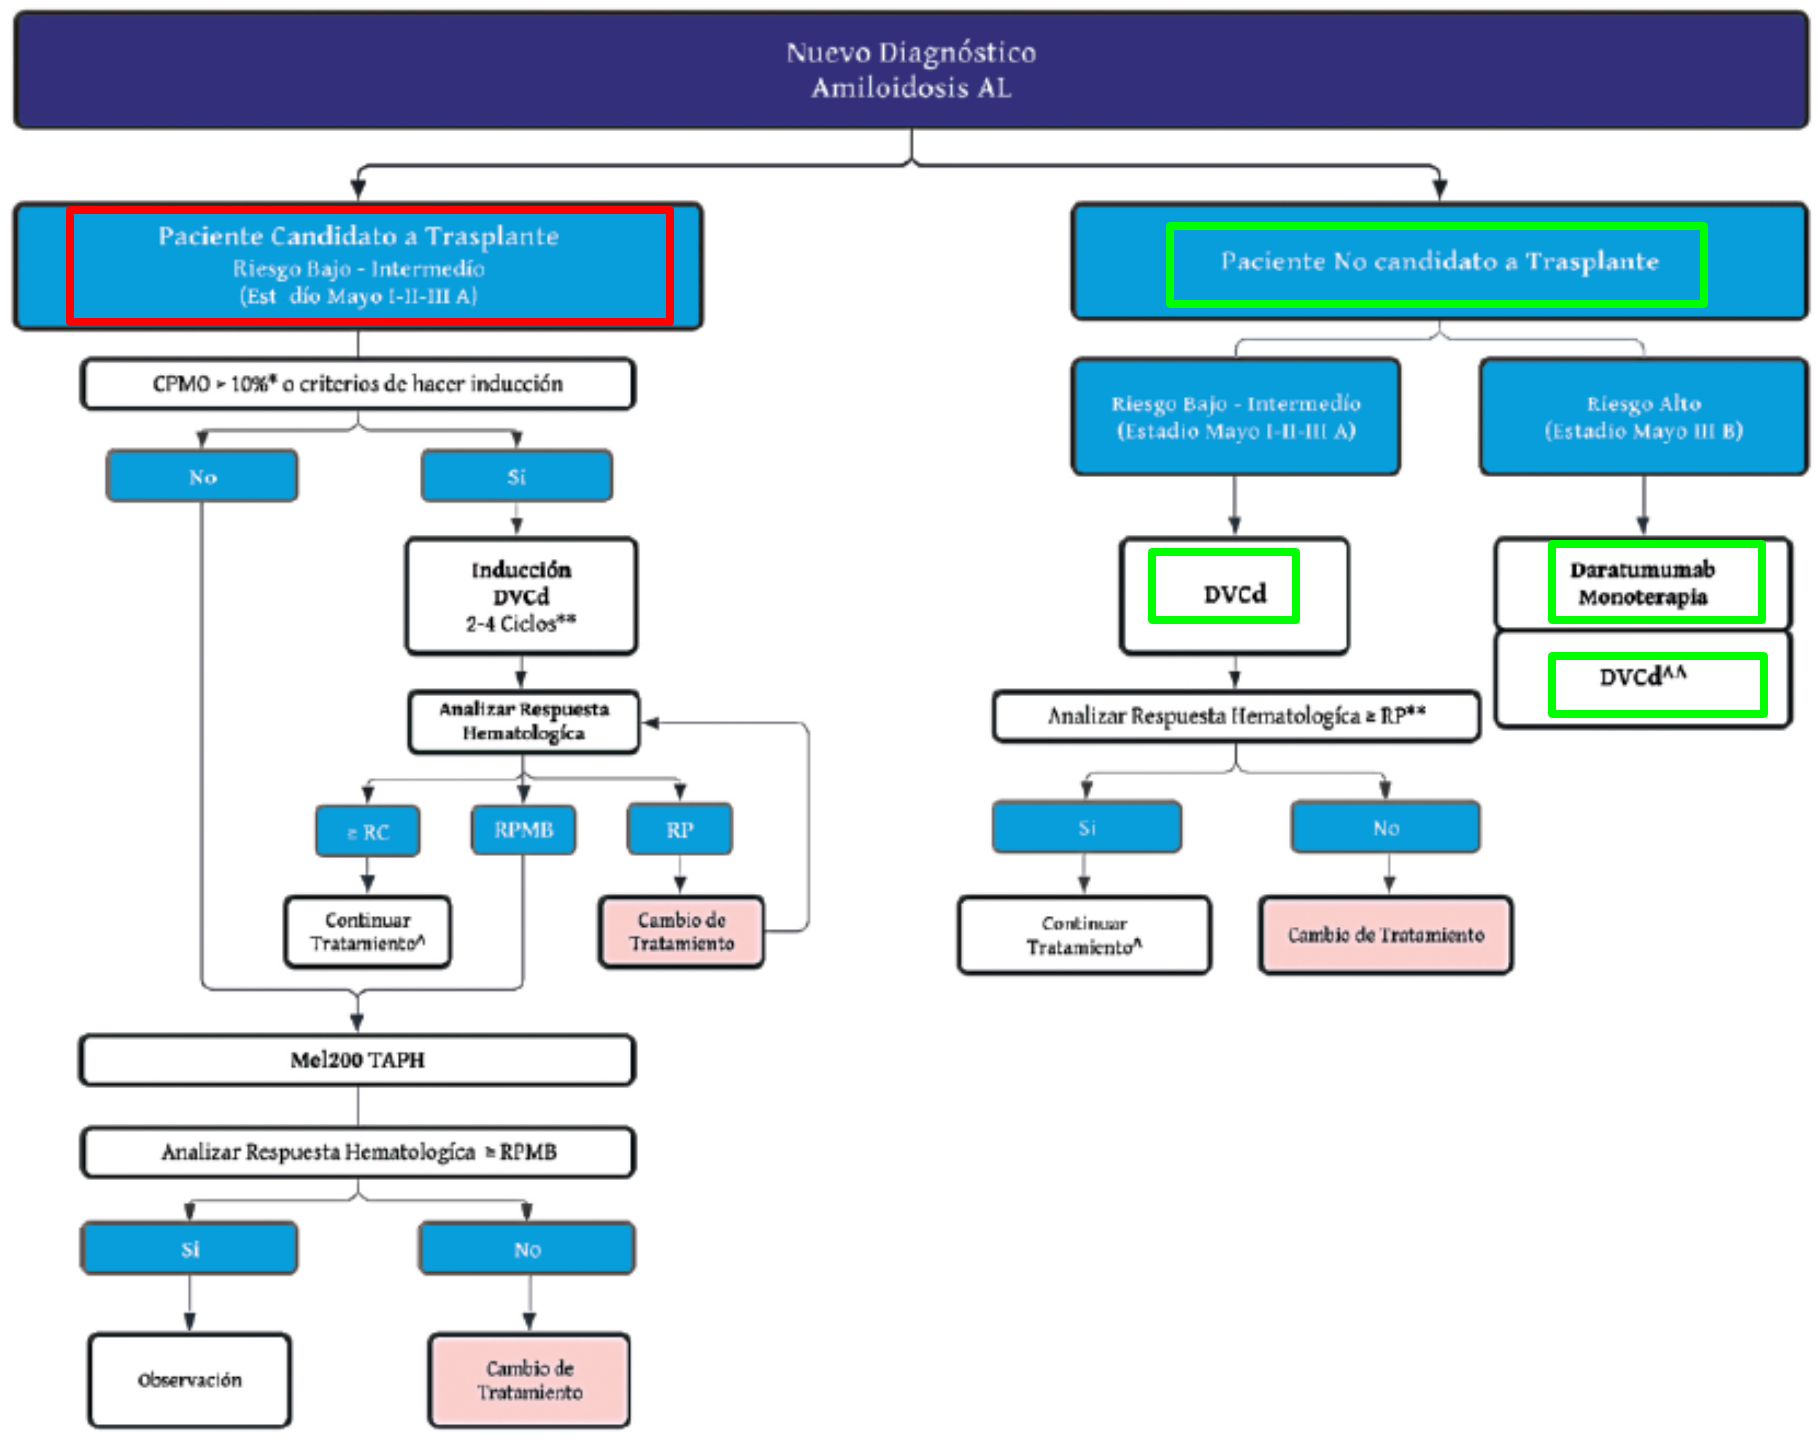 Nuevo Diagnóstico
Amiloidosis AL
Paciente Candidato a Trasplante
Riesgo Bajo - Intermedío
(Est dío Mayo I-II-III A)
CPMO > 10%* o criterios de hacer inducción
No
Si
Inducción
DVCd
2-4 Ciclos**
Analizar Respuesta
Hematologíca
≥ RC
RPMB
RP
Continuar
Tratamiento^
Cambio de
Tratamiento
Mel200 TAPH
Analizar Respuesta Hematologíca ≥ RPMB
Si
No
Observación
Cambio de
Tratamiento
Paciente No candidato a Trasplante
Riesgo Bajo - Intermedío
(Estadio Mayo I-II-III A)
Riesgo Alto
(Estadio Mayo III B)
DVCd
Daratumumab
Monoterapia
DVCd^^
Analizar Respuesta Hematologíca ≥ RP**
Si
No
Continuar
Tratamiento^
Cambio de Tratamiento